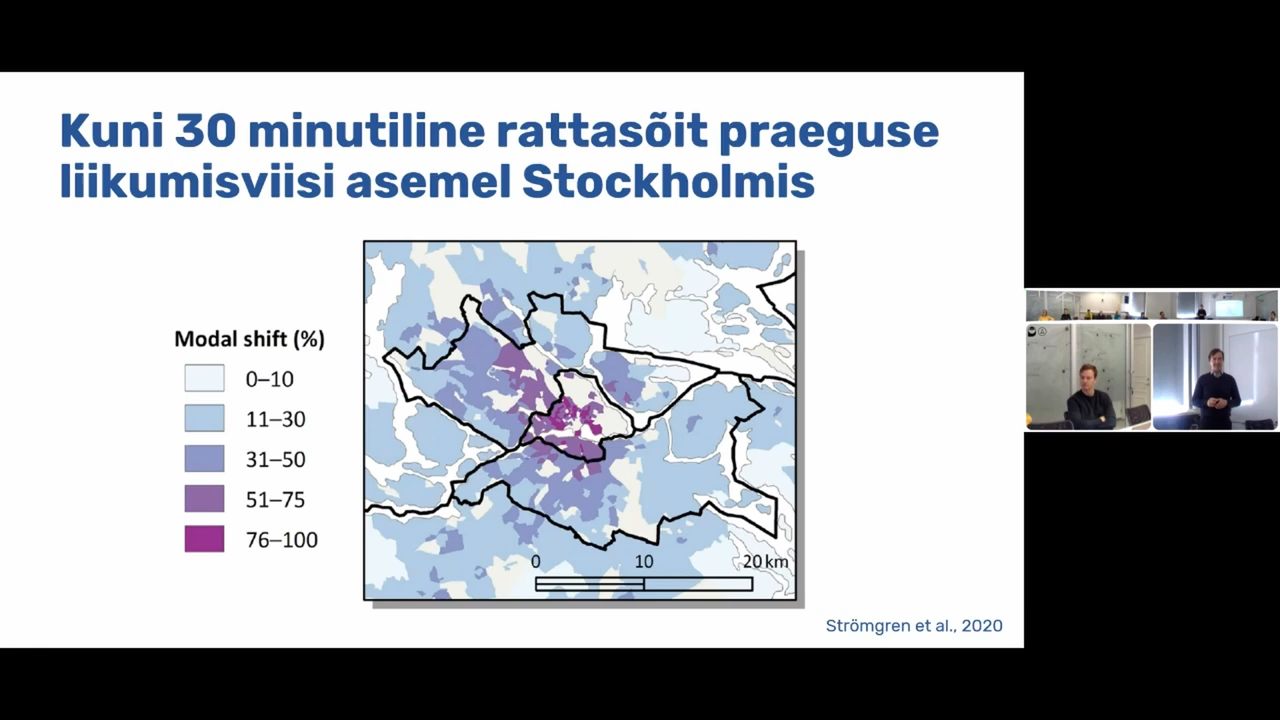 Kuni 30 minutiline rattasõit praeguse
liikumisviisi asemel Stockholmis
Modal shift (%)
0–10
11–30
31–50
51–75
76–100
0 10 20 km
Strömgren et al., 2020